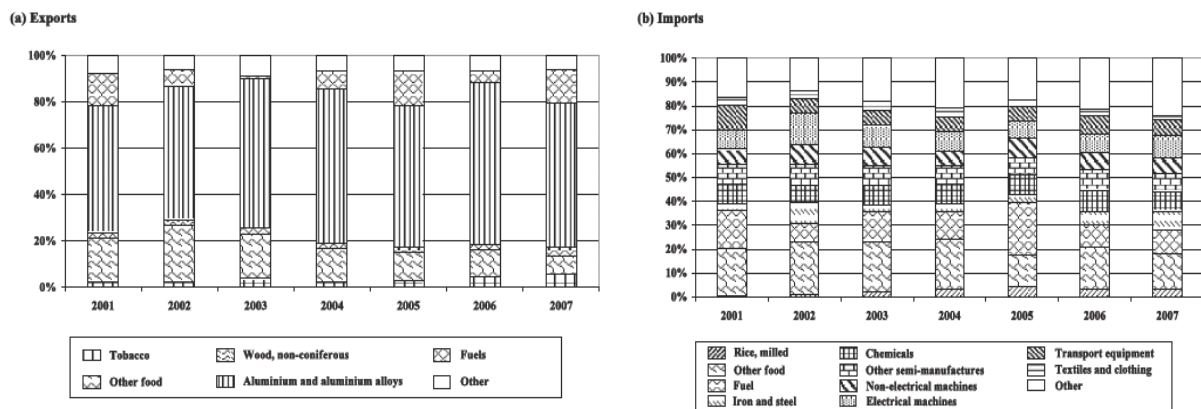 (a) Exports
100%
80%
60%
40%
20%
0%
2001 2002 2003 2004 2005 2006 2007
Tobacco Wood, non-coniferous Fuels
Other food Aluminium and aluminium alloys Other
(b) Imports
100%
90%
80%
70%
60%
50%
40%
30%
20%
10%
0%
2001 2002 2003 2004 2005 2006 2007
Rice, milled Chemicals Transport equipment
Other food Other semi-manufactures Textiles and clothing
Fuel Non-electrical machines Other
Iron and steel Electrical machines